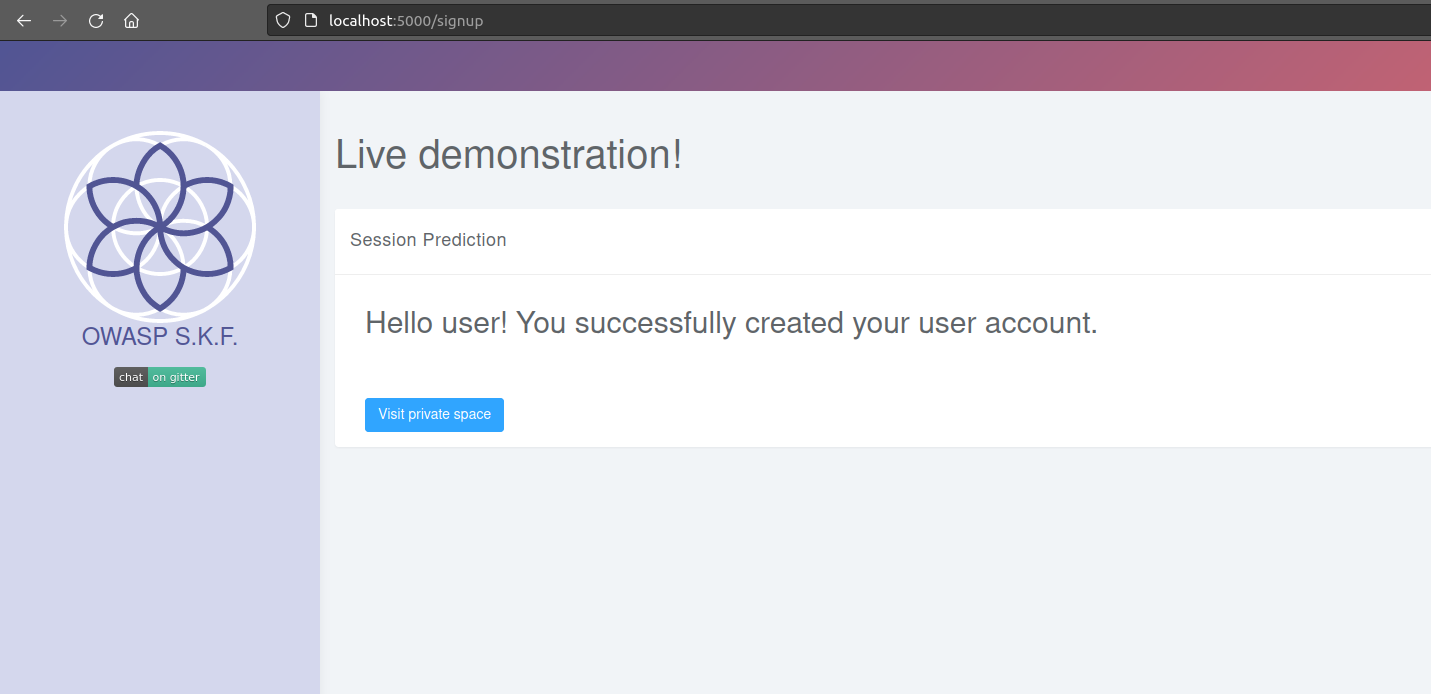 localhost:5000/signup
OWASP S.K.F.
chat on gitter
Live demonstration!
Session Prediction
Hello user! You successfully created your user account.
Visit private space